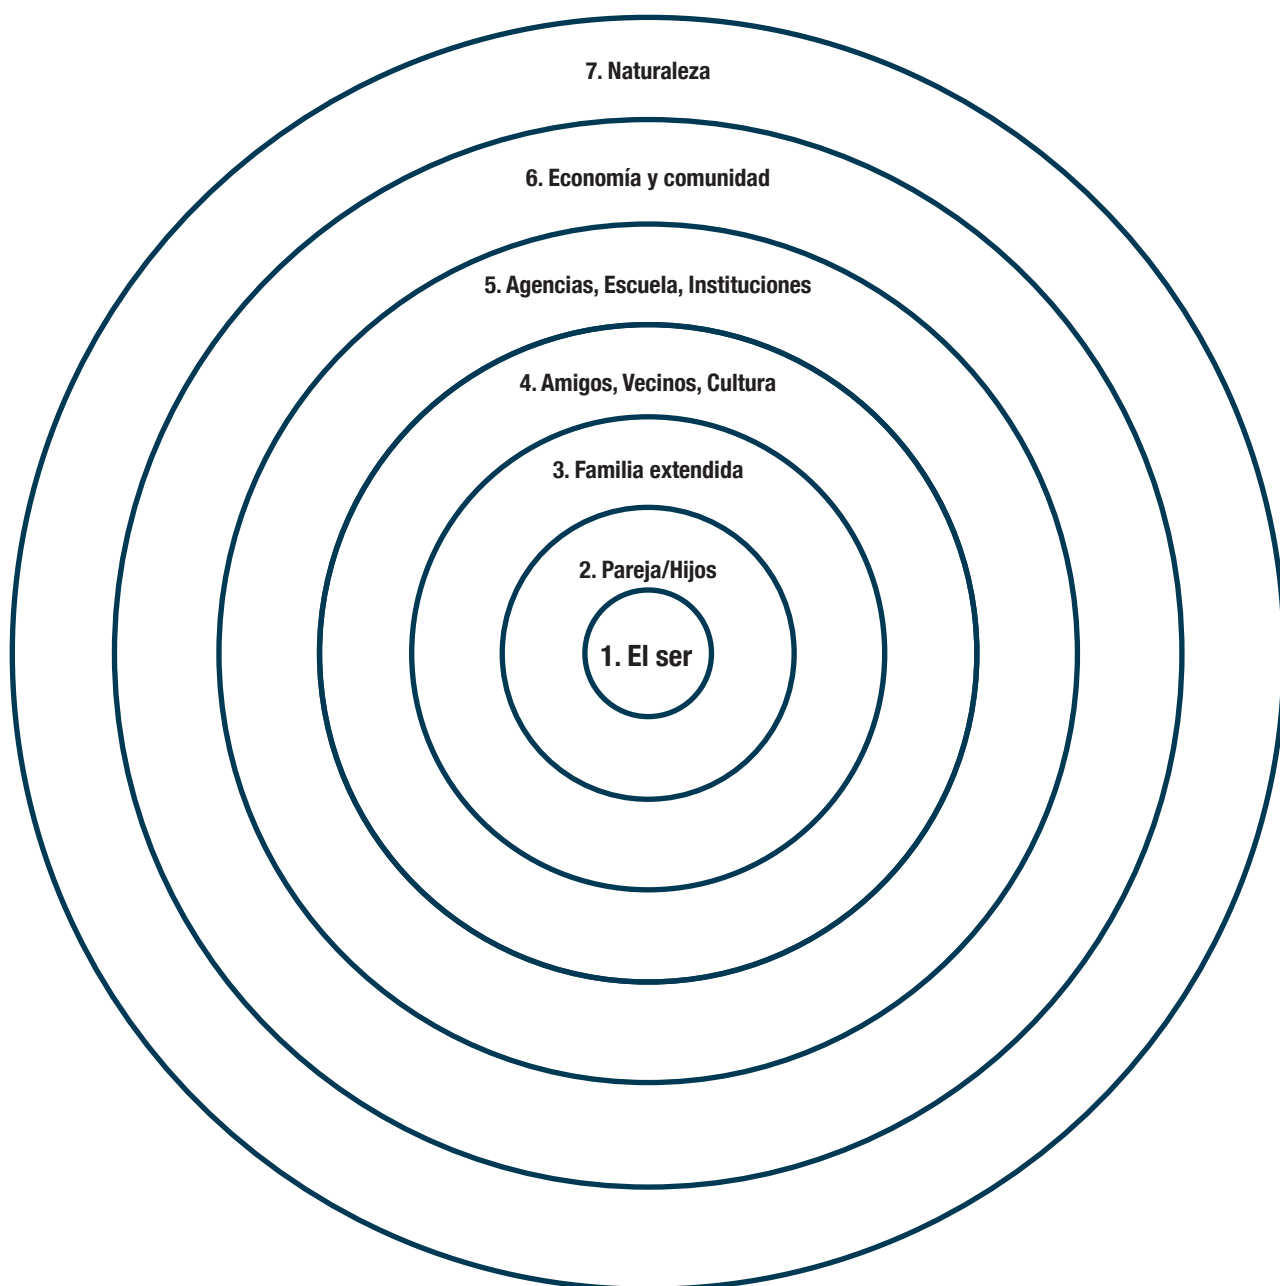 7. Naturaleza
6. Economía y comunidad
5. Agencias, Escuela, Instituciones
4. Amigos, Vecinos, Cultura
3. Familia extendida
2. Pareja/Hijos
1. El ser